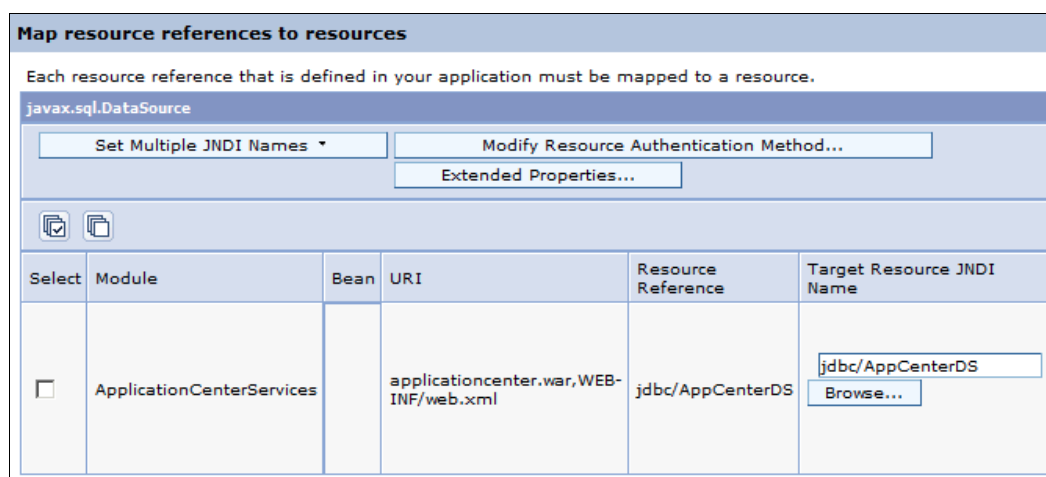 Map resource references to resources
Each resource reference that is defined in your application must be mapped to a resource.
javax.sql.DataSource
Set Multiple JNDI Names
Modify Resource Authentication Method...
Extended Properties...
Select Module Bean URI Resource Reference Target Resource JNDI Name
ApplicationCenterServices
applicationcenter.war,WEB-
INF/web.xml
jdbc/AppCenterDS
jdbc/AppCenterDS
Browse...